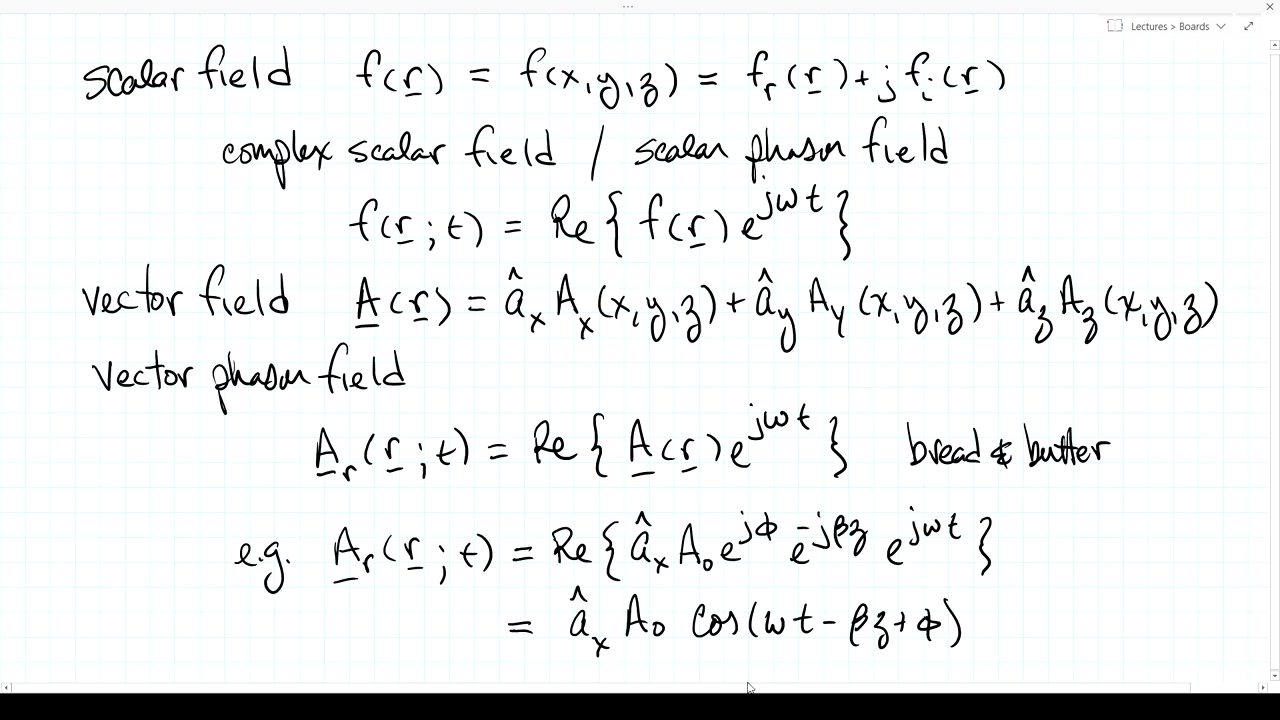 Lectures > Boards
scalar field f(r) = f(x,y,z) = f_r(r) + j f_i(r)
complex scalar field / scalar phasor field
f(r;t) = Re{ f(r) e^{jωt} }
vector field A(r) = â_x A_x(x,y,z) + â_y A_y(x,y,z) + â_z A_z(x,y,z)
vector phasor field
A_r(r;t) = Re{ A(r) e^{jωt} } bread & butter
e.g. A_r(r;t) = Re{ â_x A_0 e^{jϕ} e^{-jβz} e^{jωt} }
= â_x A_0 cos(ωt - βz + ϕ)